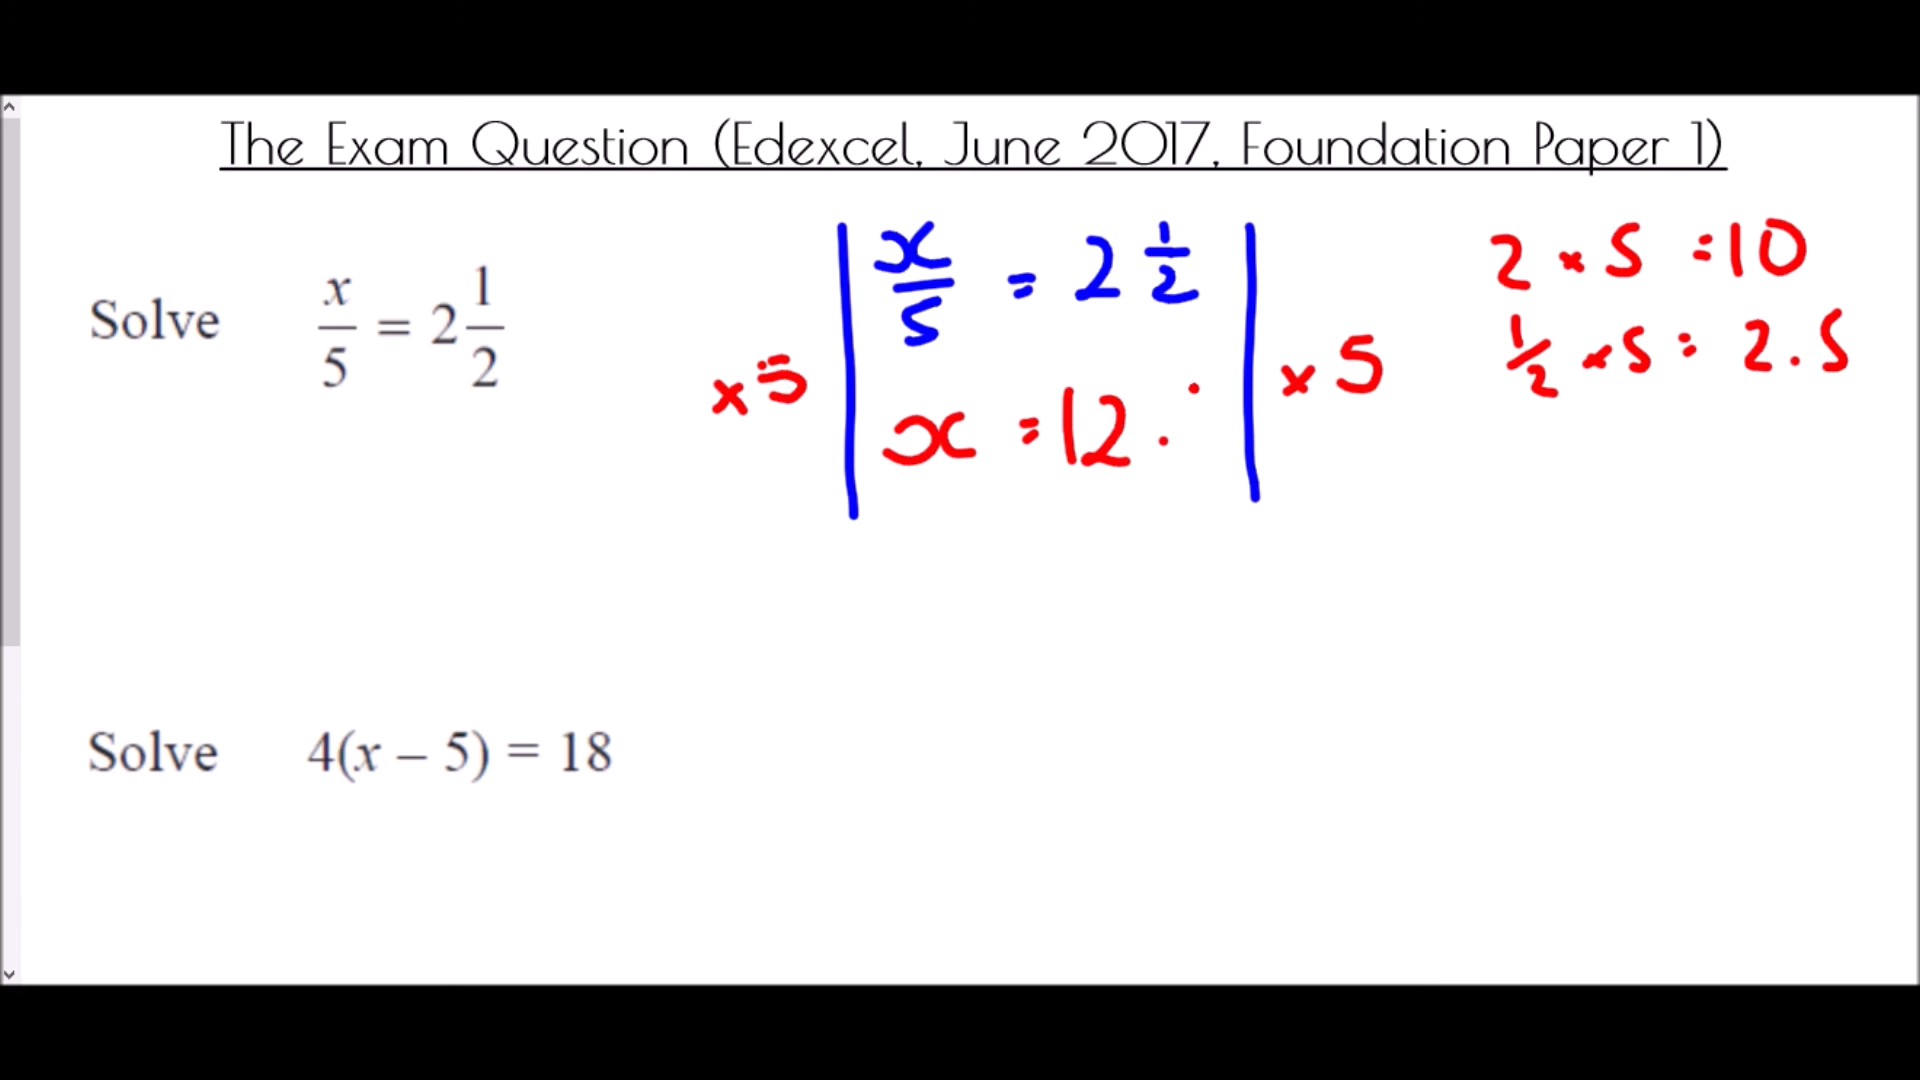 The Exam Question (Edexcel, June 2017, Foundation Paper 1)
Solve x/5 = 2 1/2
x/5 = 2 1/2
×5 x = 12. ×5
2 × 5 = 10
1/2 × 5 = 2.5
Solve 4(x – 5) = 18